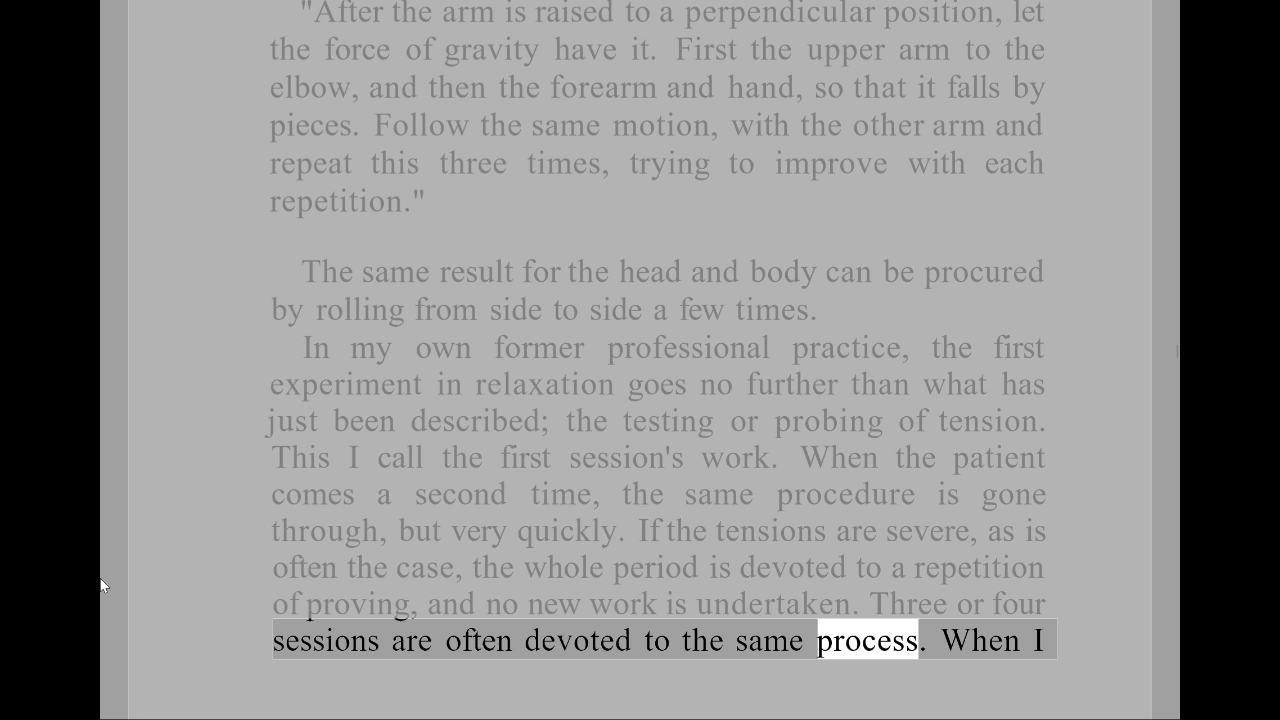 "After the arm is raised to a perpendicular position, let
the force of gravity have it. First the upper arm to the
elbow, and then the forearm and hand, so that it falls by
pieces. Follow the same motion, with the other arm and
repeat this three times, trying to improve with each
repetition."
The same result for the head and body can be procured
by rolling from side to side a few times.
In my own former professional practice, the first
experiment in relaxation goes no further than what has
just been described; the testing or probing of tension.
This I call the first session's work. When the patient
comes a second time, the same procedure is gone
through, but very quickly. If the tensions are severe, as is
often the case, the whole period is devoted to a repetition
of proving, and no new work is undertaken. Three or four
sessions are often devoted to the same process. When I